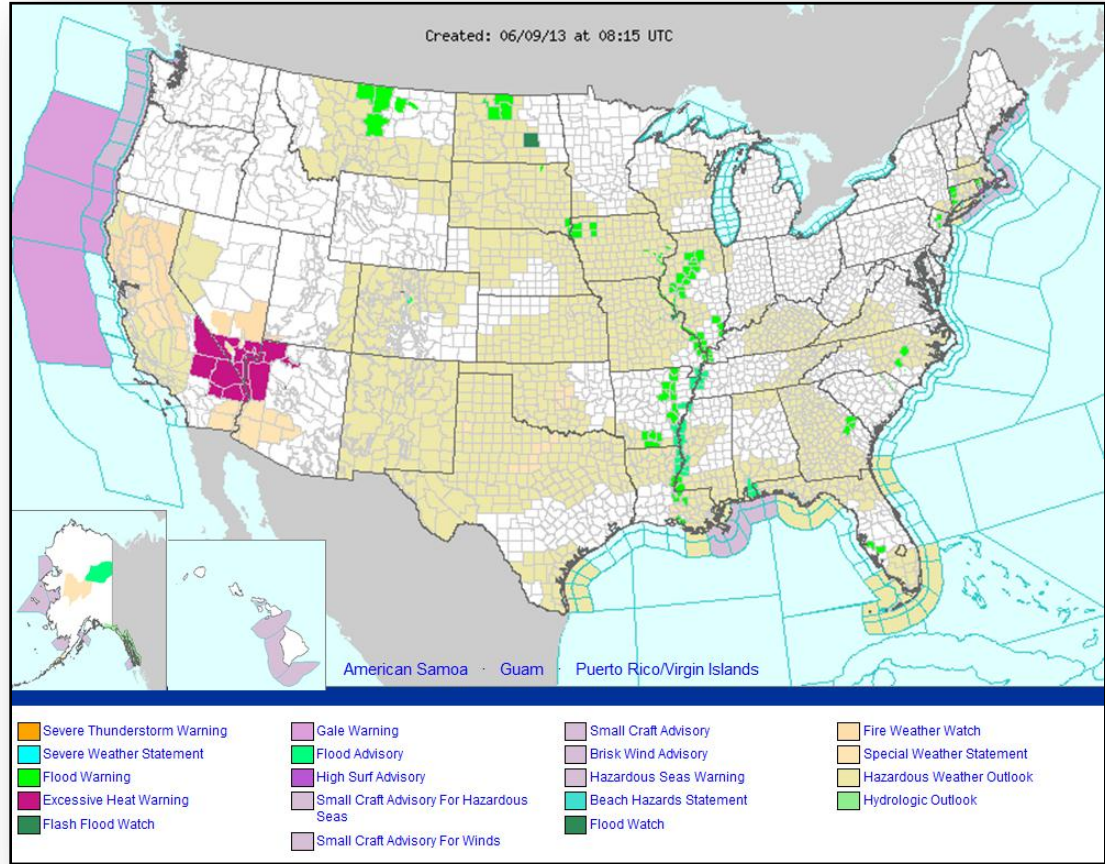 Created: 06/09/13 at 08:15 UTC
American Samoa · Guam · Puerto Rico/Virgin Islands
Severe Thunderstorm Warning
Severe Weather Statement
Flood Warning
Excessive Heat Warning
Flash Flood Watch
Gale Warning
Flood Advisory
High Surf Advisory
Small Craft Advisory For Hazardous
Seas
Small Craft Advisory For Winds
Small Craft Advisory
Brisk Wind Advisory
Hazardous Seas Warning
Beach Hazards Statement
Flood Watch
Fire Weather Watch
Special Weather Statement
Hazardous Weather Outlook
Hydrologic Outlook